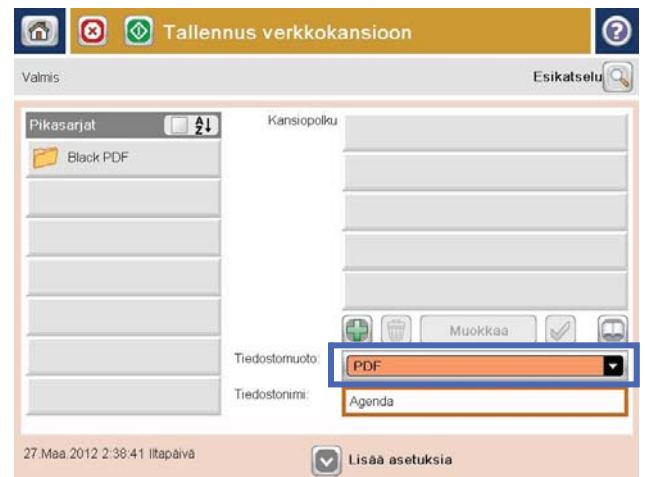 Tallennus verkkokansioon
Valmis
Esikatselu
Pikasarjat
Kansiopolku
Black PDF
Muokkaa
Tiedostomuoto:
PDF
Tiedostonimi:
Agenda
27.Maa.2012 2:38:41 Iltapäivä
Lisää asetuksia